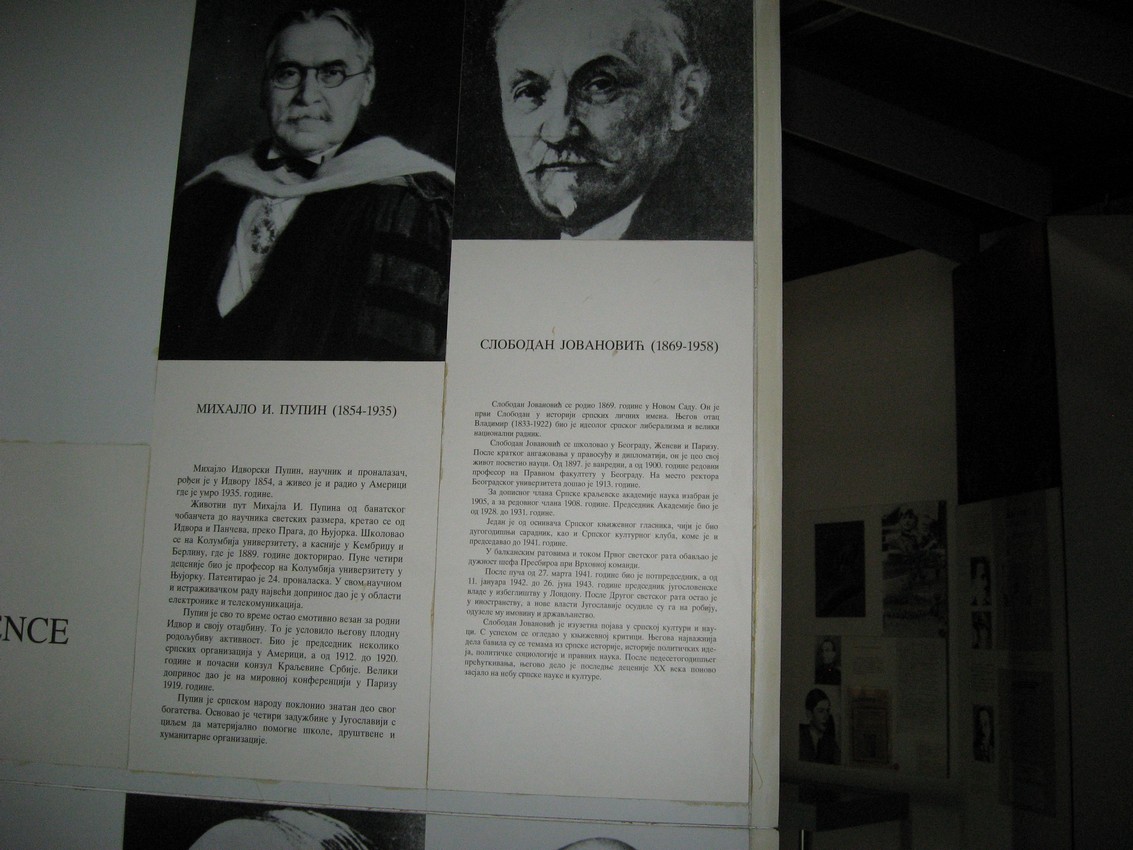 ENCE
МИХАЈЛО И. ПУПИН (1854-1935)
Михајло Идворски Пупин, научник и проналазач,
рођен је у Идвору 1854, а живео је и радио у Америци
где је умро 1935. године.
Животни пут Михајла И. Пупина од банатског
чобанчета до научника светских размера, кретао се од
Идвора и Панчева, преко Прага, до Њујорка. Школовао
се на Колумбија универзитету, а касније у Кембриџу и
Берлину, где је 1889. године докторирао. Пуне четири
деценије био је професор на Колумбија универзитету у
Њујорку. Патентирао је 24. проналаска. У свом научном
и истраживачком раду највећи допринос дао је у области
електронике и телекомуникација.
Пупин је сво то време остао емотивно везан за родни
Идвор и своју отаџбину. То је условило његову плодну
родољубиву активност. Био је председник неколико
српских организација у Америци, а од 1912. до 1920.
године и почасни конзул Краљевине Србије. Велики
допринос дао је на мировној конференцији у Паризу
1919. године.
Пупин је српском народу поклонио знатан део свог
богатства. Основао је четири задужбине у Југославији с
циљем да материјално помогне школе, друштвене и
хуманитарне организације.
СЛОБОДАН ЈОВАНОВИЋ (1869-1958)
Слободан Јовановић се родио 1869. године у Новом Саду. Он је
први Слободан у историји српских личних имена. Његов отац
Владимир (1833-1922) био је идеолог српског либерализма и велики
национални радник.
Слободан Јовановић се школовао у Београду, Женеви и Паризу.
После кратког ангажовања у правосуђу и дипломатији, он је цео свој
живот посветио науци. Од 1897. је ванредни, а од 1900. године редовни
професор на Правном факултету у Београду. На место ректора
Београдског универзитета дошао је 1913. године.
За дописног члана Српске краљевске академије наука изабран је
1905, а за редовног члана 1908. године. Председник Академије био је
од 1928. до 1931. године.
Један је од оснивача Српског књижевног гласника, чији је био
дугогодишњи сарадник, као и Српског културног клуба, коме је и
председавао до 1941. године.
У балканским ратовима и током Првог светског рата обављао је
дужност шефа Пресбироа при Врховној команди.
После пуча од 27. марта 1941. године био је потпредседник, а од
11. јануара 1942. до 26. јуна 1943. године председник југословенске
владе у избеглиштву у Лондону. После Другог светског рата остао је
у иностранству, а нове власти Југославије осудиле су га на робију,
одузеле му имовину и држављанство.
Слободан Јовановић је изузетна појава у српској култури и нау-
ци. С успехом се огледао у књижевној критици. Његова најважнија
дела бавила су се темама из српске историје, историје политичких иде-
ја, политичке социологије и правних наука. После педесетогодишњег
прећуткивања, његово дело је последње деценије XX века поново
засјало на небу српске науке и културе.